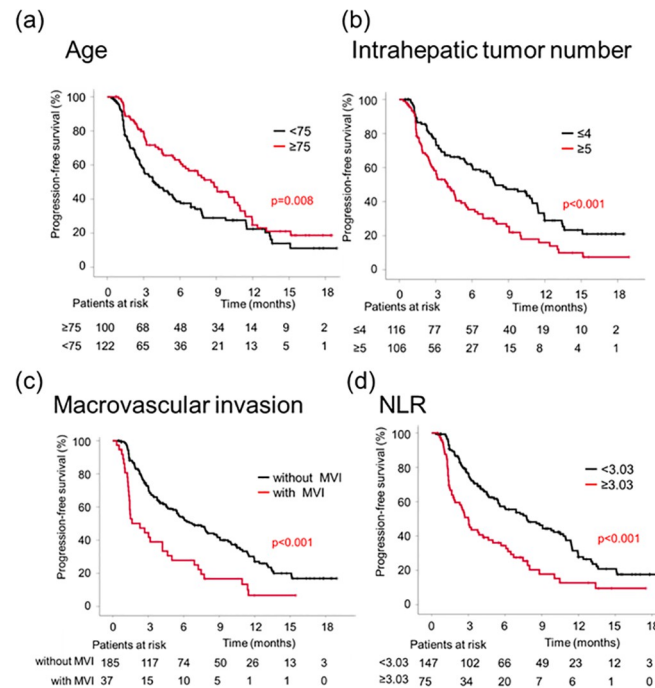 (a)
Age
Progression-free survival (%)
100
80
60
40
20
0
<75
≥75
p=0.008
0 3 6 9 12 15 18
Patients at risk Time (months)
≥75 100 68 48 34 14 9 2
<75 122 65 36 21 13 5 1
(b)
Intrahepatic tumor number
Progression-free survival (%)
100
80
60
40
20
0
≤4
≥5
p<0.001
0 3 6 9 12 15 18
Patients at risk Time (months)
≤4 116 77 57 40 19 10 2
≥5 106 56 27 15 8 4 1
(c)
Macrovascular invasion
Progression-free survival (%)
100
80
60
40
20
0
without MVI
with MVI
p<0.001
0 3 6 9 12 15 18
Patients at risk Time (months)
without MVI 185 117 74 50 26 13 3
with MVI 37 15 10 5 1 1 0
(d)
NLR
Progression-free survival (%)
100
80
60
40
20
0
<3.03
≥3.03
p<0.001
0 3 6 9 12 15 18
Patients at risk Time (months)
<3.03 147 102 66 49 23 12 3
≥3.03 75 34 20 7 6 1 0